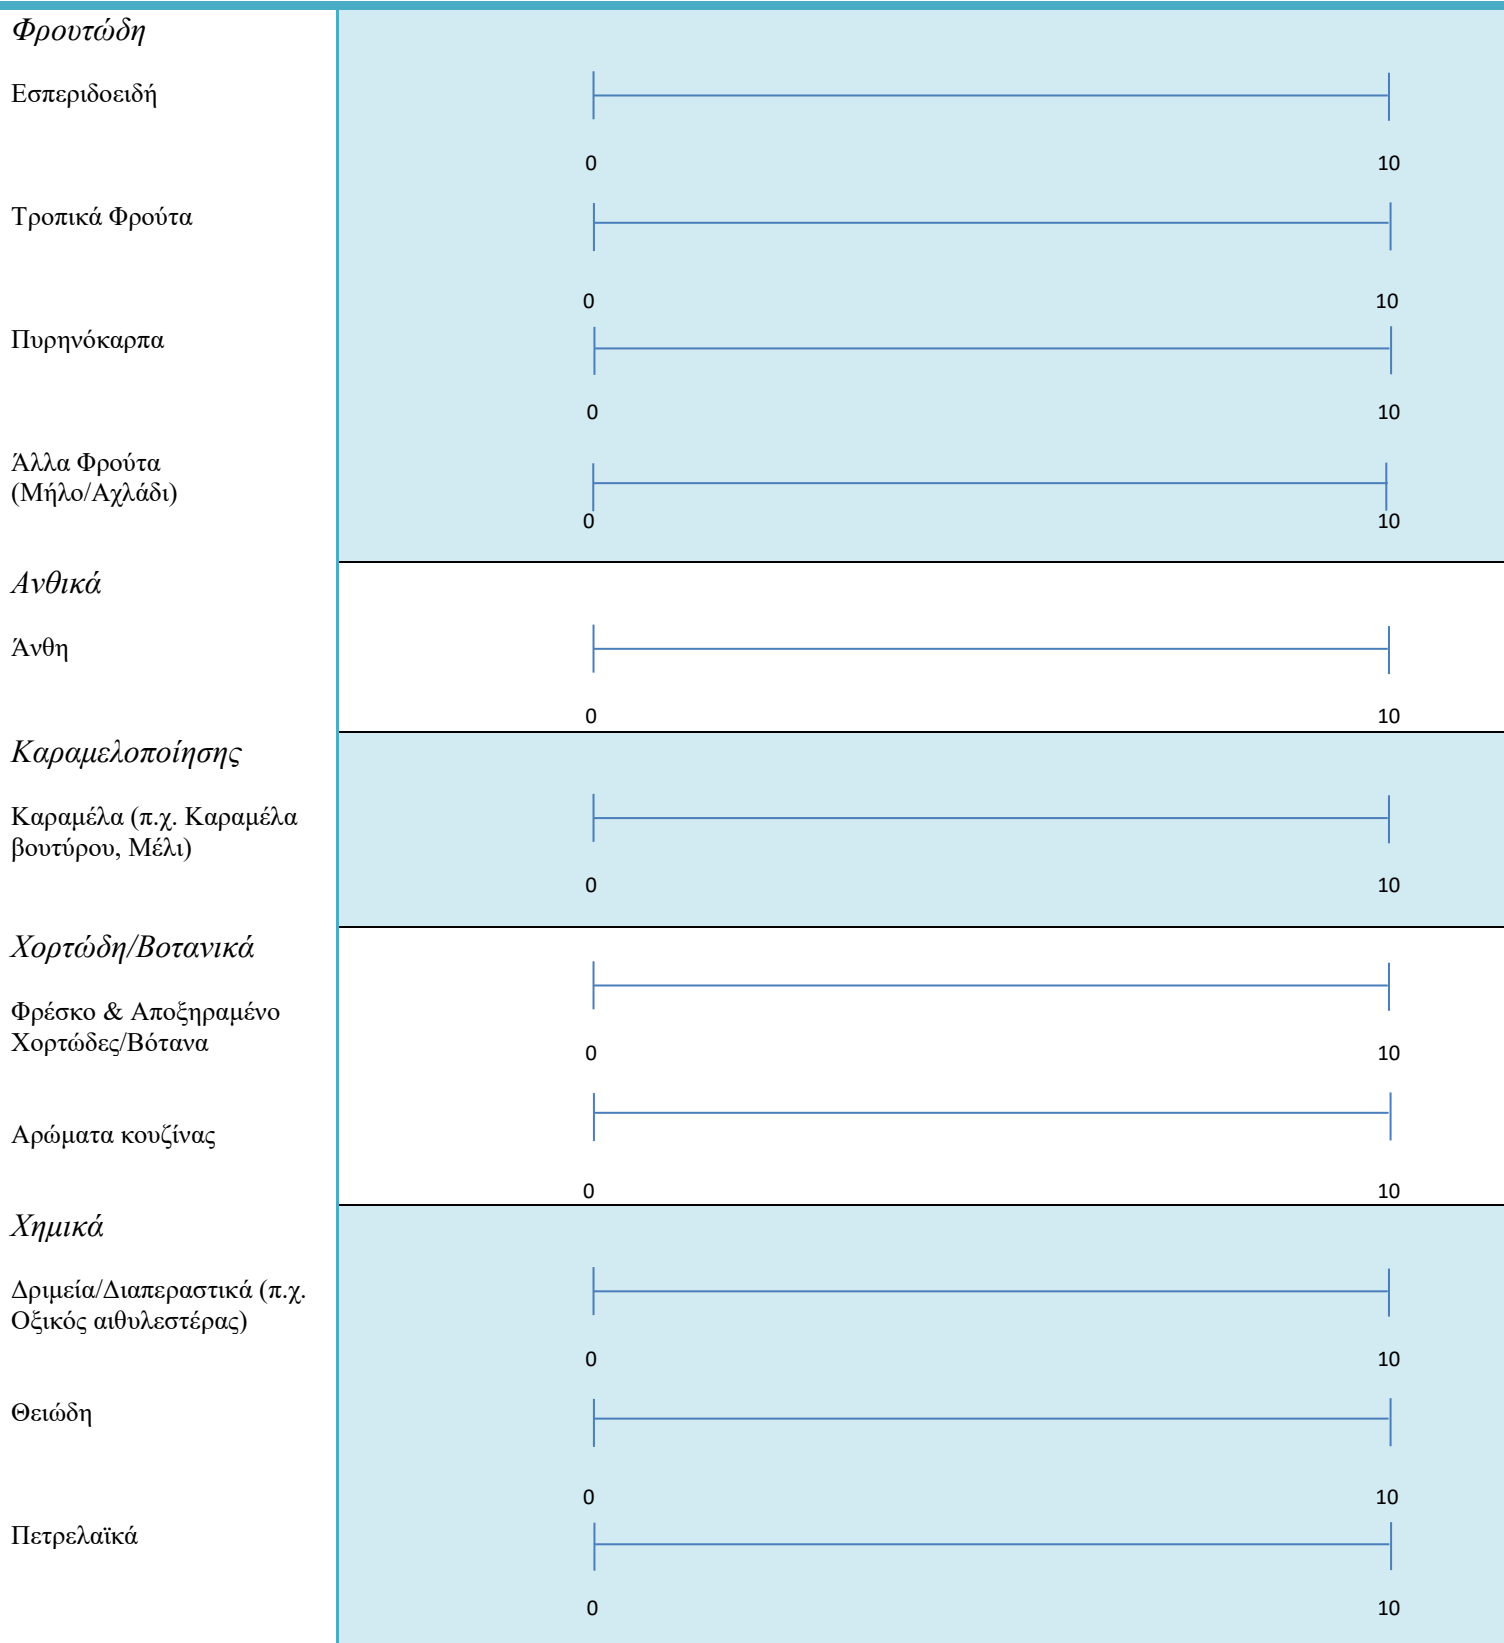 Φρουτώδη
Εσπεριδοειδή
0 10
Τροπικά Φρούτα
0 10
Πυρηνόκαρπα
0 10
Άλλα Φρούτα
(Μήλο/Αχλάδι)
0 10
Ανθικά
Άνθη
0 10
Καραμελοποίησης
Καραμέλα (π.χ. Καραμέλα
βουτύρου, Μέλι)
0 10
Χορτώδη/Βοτανικά
Φρέσκο & Αποξηραμένο
Χορτώδες/Βότανα
0 10
Αρώματα κουζίνας
0 10
Χημικά
Δριμεία/Διαπεραστικά (π.χ.
Οξικός αιθυλεστέρας)
0 10
Θειώδη
0 10
Πετρελαϊκά
0 10